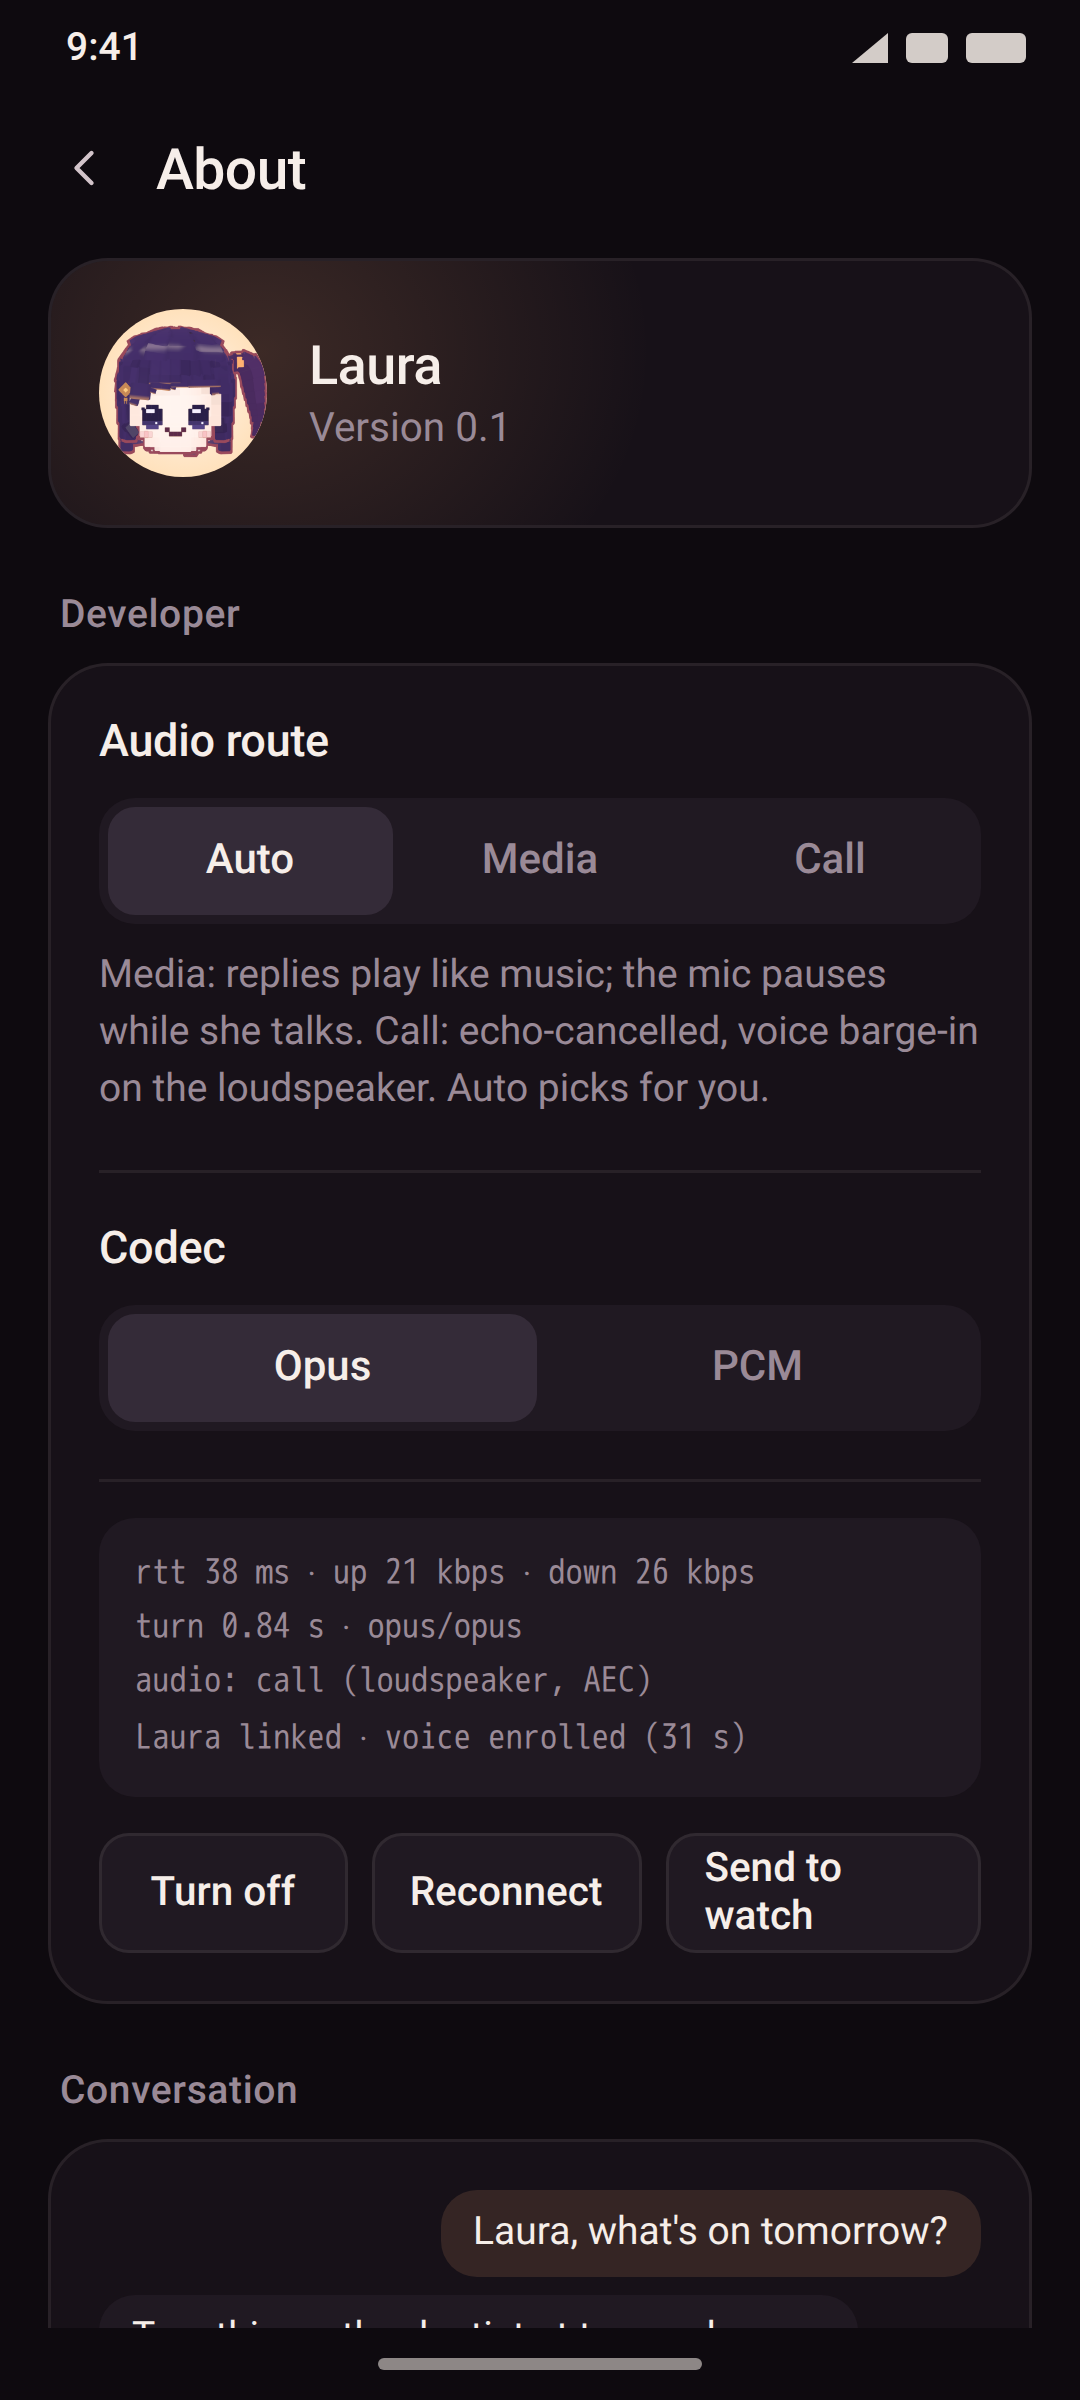 9:41
About
Laura
Version 0.1
Developer
Audio route
Auto
Media
Call
Media: replies play like music; the mic pauses
while she talks. Call: echo-cancelled, voice barge-in
on the loudspeaker. Auto picks for you.
Codec
Opus
PCM
rtt 38 ms · up 21 kbps · down 26 kbps
turn 0.84 s · opus/opus
audio: call (loudspeaker, AEC)
Laura linked · voice enrolled (31 s)
Turn off
Reconnect
Send to
watch
Conversation
Laura, what's on tomorrow?